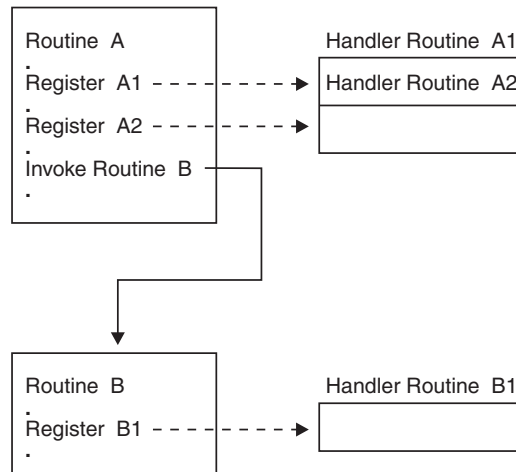 Routine A
.
Register A1
.
Register A2
.
Invoke Routine B
.
Handler Routine A1
Handler Routine A2
Routine B
.
Register B1
.
Handler Routine B1